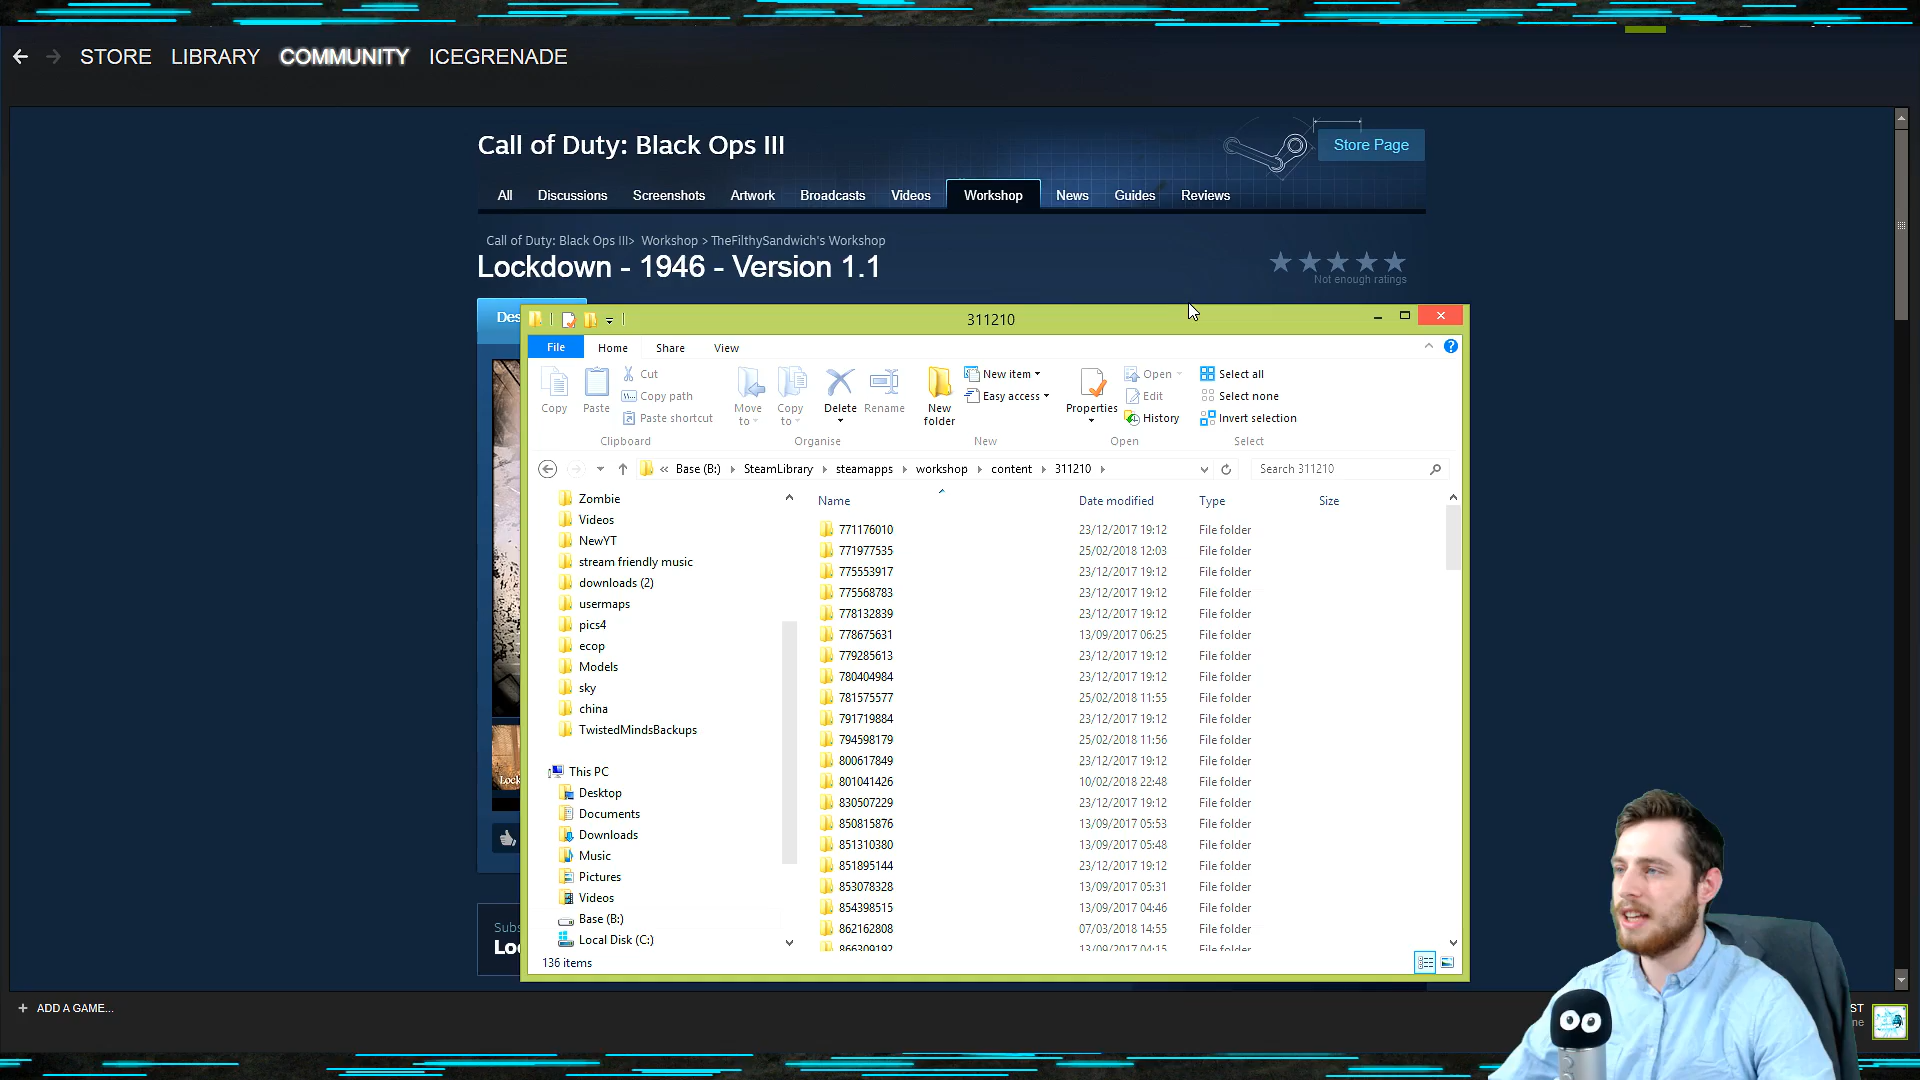 STORE LIBRARY COMMUNITY ICEGRENADE
Call of Duty: Black Ops III
Store Page
All Discussions Screenshots Artwork Broadcasts Videos Workshop News Guides Reviews
Call of Duty: Black Ops III> Workshop > TheFilthySandwich's Workshop
Lockdown - 1946 - Version 1.1
Not enough ratings
Des
311210
File Home Share View
Copy
Paste
Cut
Copy path
Paste shortcut
Clipboard
Move to
Copy to
Delete
Rename
Organise
New folder
New item
Easy access
New
Properties
Open
Edit
History
Open
Select all
Select none
Invert selection
Select
« Base (B:) SteamLibrary steamapps workshop content 311210
Search 311210
Zombie
Videos
NewYT
stream friendly music
downloads (2)
usermaps
pics4
ecop
Models
sky
china
TwistedMindsBackups
This PC
Desktop
Documents
Downloads
Music
Pictures
Videos
Base (B:)
Local Disk (C:)
Name Date modified Type Size
771176010 23/12/2017 19:12 File folder
771977535 25/02/2018 12:03 File folder
775553917 23/12/2017 19:12 File folder
775568783 23/12/2017 19:12 File folder
778132839 23/12/2017 19:12 File folder
778675631 13/09/2017 06:25 File folder
779285613 23/12/2017 19:12 File folder
780404984 23/12/2017 19:12 File folder
781575577 25/02/2018 11:55 File folder
791719884 23/12/2017 19:12 File folder
794598179 25/02/2018 11:56 File folder
800617849 23/12/2017 19:12 File folder
801041426 10/02/2018 22:48 File folder
830507229 23/12/2017 19:12 File folder
850815876 13/09/2017 05:53 File folder
851310380 13/09/2017 05:48 File folder
851895144 23/12/2017 19:12 File folder
853078328 13/09/2017 05:31 File folder
854398515 13/09/2017 04:46 File folder
862162808 07/03/2018 14:55 File folder
866309192 13/09/2017 04:15 File folder
136 items
Lock
Subs
Loc
+ ADD A GAME...
ST
ne